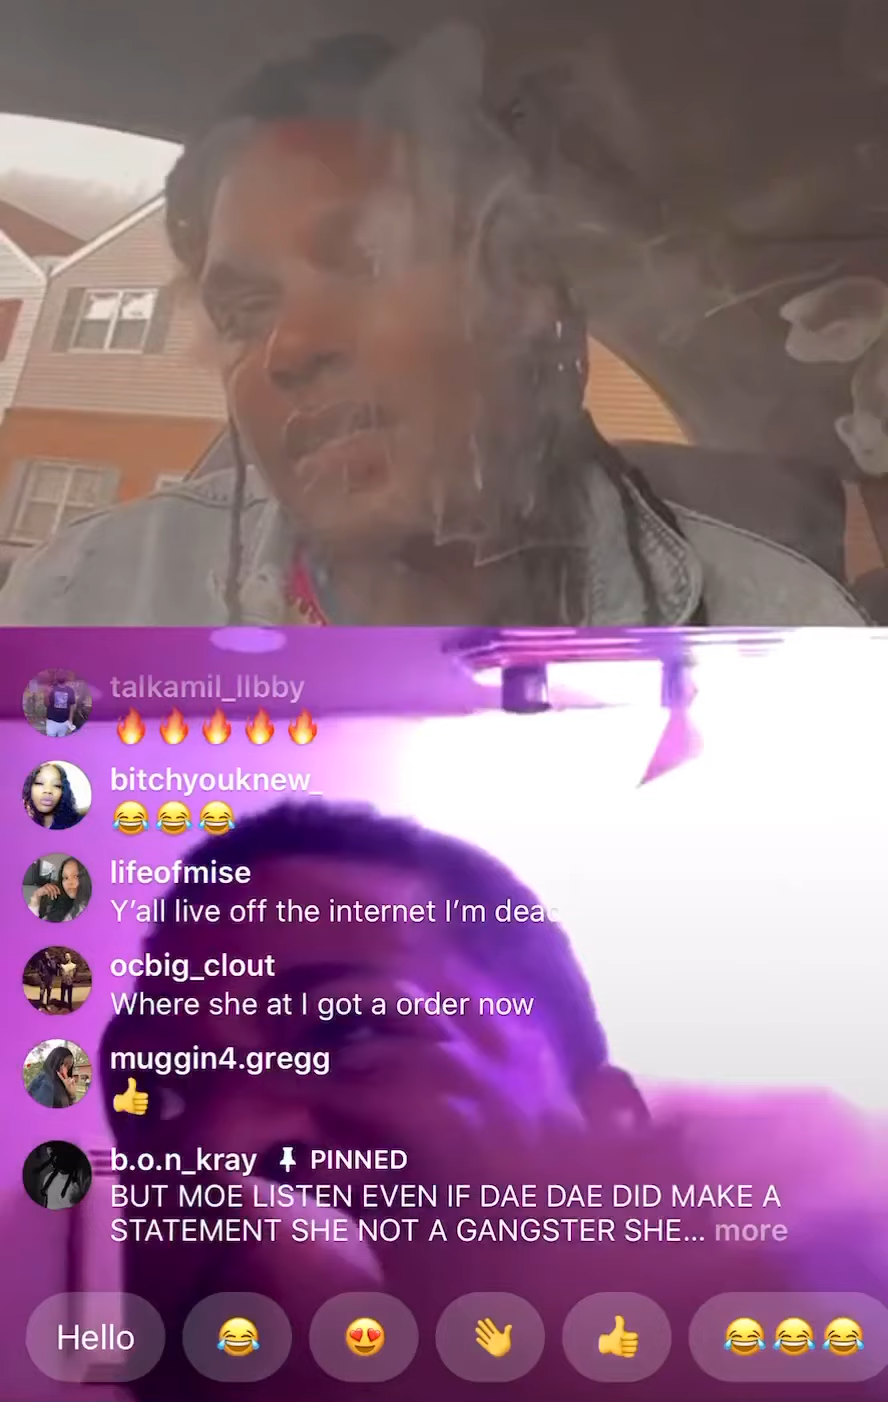 talkamil_llbby
🔥🔥🔥🔥🔥
bitchyouknew_
😂😂😂
lifeofmise
Y'all live off the internet I'm dead
ocbig_clout
Where she at I got a order now
muggin4.gregg
👍
b.o.n_kray PINNED
BUT MOE LISTEN EVEN IF DAE DAE DID MAKE A
STATEMENT SHE NOT A GANGSTER SHE... more
Hello 😂 😍 👋 👍 😂😂😂